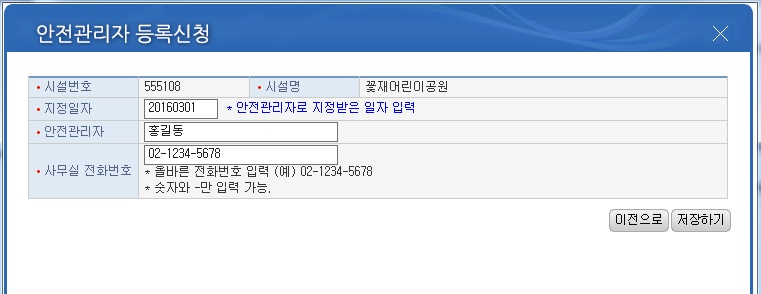 안전관리자 등록신청
시설번호 555108 시설명 꽃재어린이공원
지정일자 20160301 * 안전관리자로 지정받은 일자 입력
안전관리자 홍길동
사무실 전화번호 02-1234-5678
* 올바른 전화번호 입력 (예) 02-1234-5678
* 숫자와 -만 입력 가능.
이전으로 저장하기